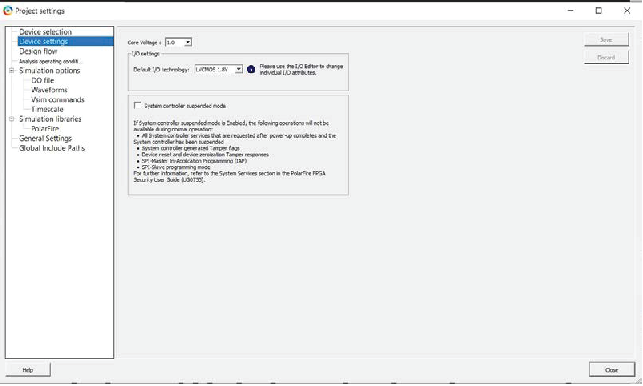 Project settings
Device selection
Device settings
Design flow
Analysis operating conditi...
Simulation options
DO file
Waveforms
Vsim commands
Timescale
Simulation libraries
PolarFire
General Settings
Global Include Paths
Core Voltage : 1.0
I/O settings
Default I/O technology: LVCMOS 1.8V
Please use the I/O Editor to change
individual I/O attributes.
System controller suspended mode
If System controller suspended mode is Enabled, the following operations will not be
available during normal operation:
• All System controller services that are requested after power-up completes and the
System controller has been suspended
• System controller generated Tamper flags
• Device reset and device zeroization Tamper responses
• SPI-Master In-Application Programming (IAP)
• SPI-Slave programming mode
For further information, refer to the System Services section in the PolarFire FPGA
Security User Guide (UG0753).
Save
Discard
Help
Close